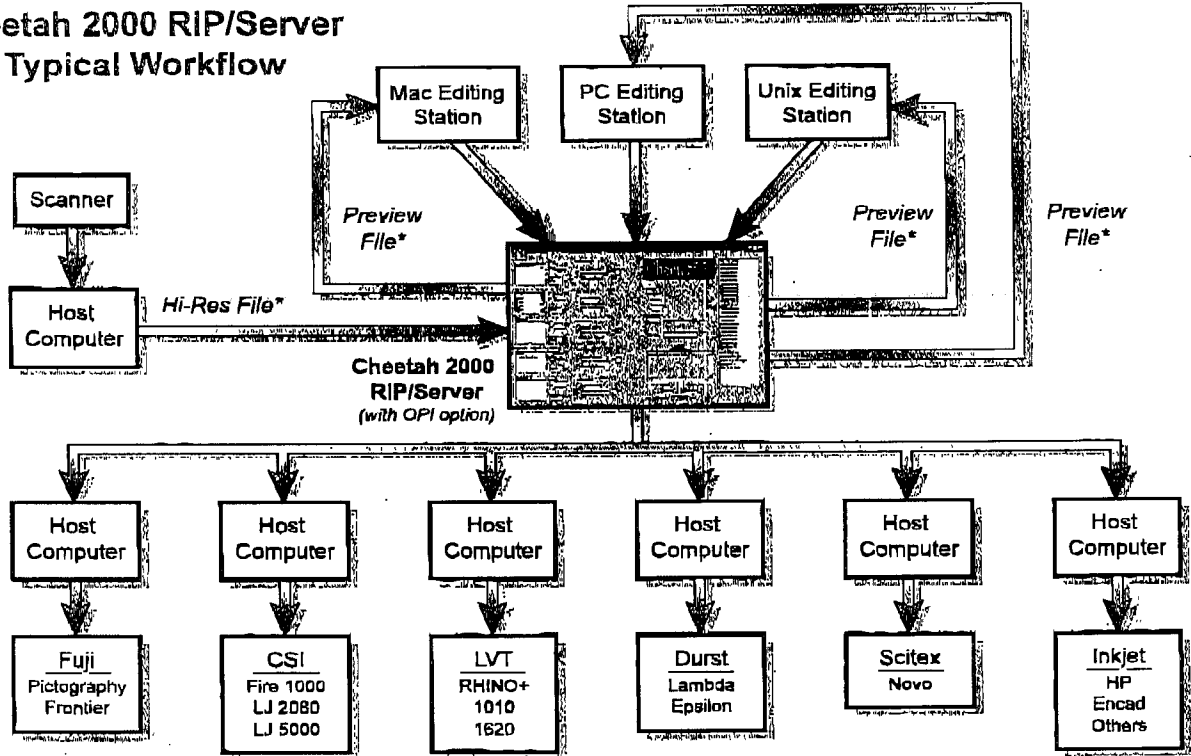 etah 2000 RIP/Server
Typical Workflow
Mac Editing
Station
PC Editing
Station
Unix Editing
Station
Scanner
Preview
File*
Preview
File*
Preview
File*
Host
Computer
Hi-Res File*
Cheetah 2000
RIP/Server
(with OPI option)
Host
Computer
Host
Computer
Host
Computer
Host
Computer
Host
Computer
Host
Computer
Fuji
Pictography
Frontier
CSI
Fire 1000
LJ 2080
LJ 5000
LVT
RHINO+
1010
1620
Durst
Lambda
Epsilon
Scitex
Novo
Inkjet
HP
Encad
Others